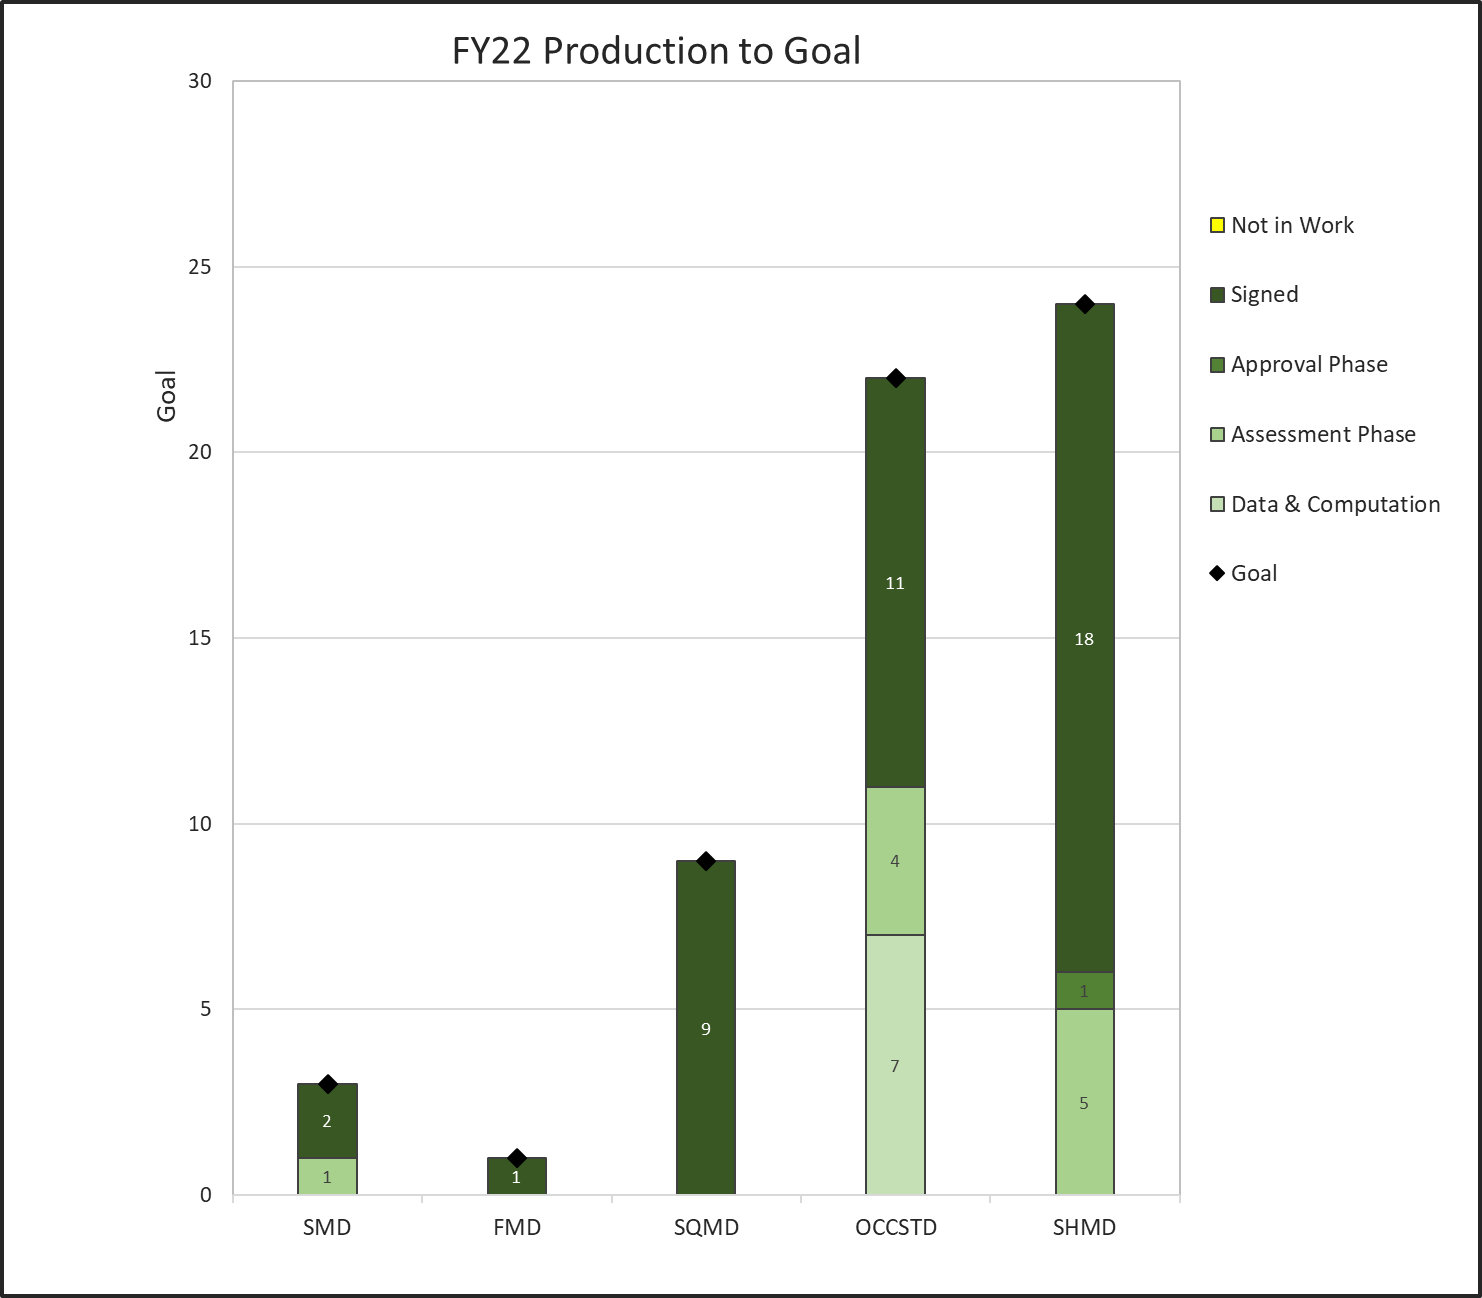 FY22 Production to Goal
30
25
20
15
10
5
0
Goal
2
1
1
9
11
4
7
18
1
5
SMD
FMD
SQMD
OCCSTD
SHMD
Not in Work
Signed
Approval Phase
Assessment Phase
Data & Computation
Goal